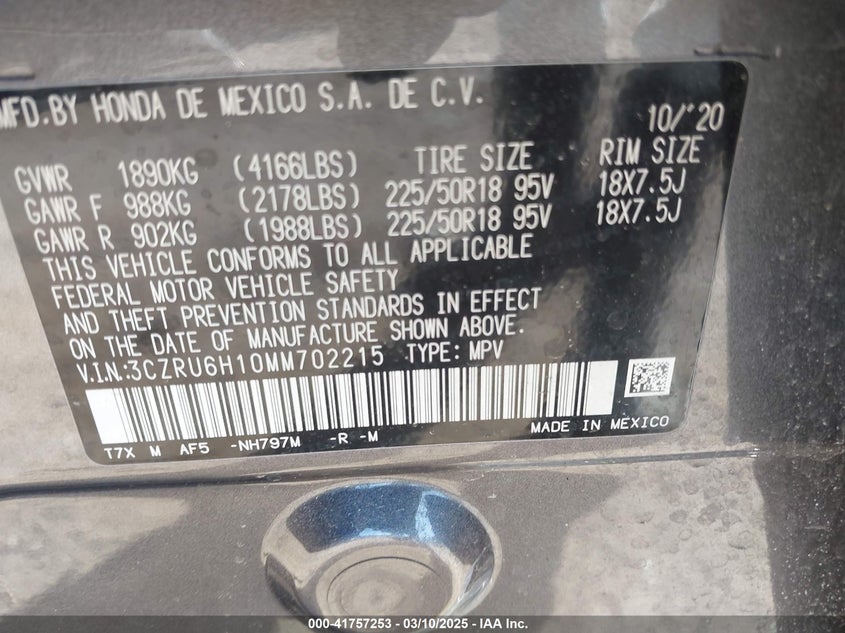 MFD.BY HONDA DE MEXICO S.A. DE C.V.
10/'20
GVWR 1890KG (4166LBS) TIRE SIZE RIM SIZE
GAWR F 988KG (2178LBS) 225/50R18 95V 18X7.5J
GAWR R 902KG (1988LBS) 225/50R18 95V 18X7.5J
THIS VEHICLE CONFORMS TO ALL APPLICABLE
FEDERAL MOTOR VEHICLE SAFETY
AND THEFT PREVENTION STANDARDS IN EFFECT
ON THE DATE OF MANUFACTURE SHOWN ABOVE.
V.I.N:3CZRU6H10MM702215 TYPE: MPV
T7X M AF5 -NH797M -R -M MADE IN MEXICO
000-41757253 - 03/10/2025 - IAA Inc.